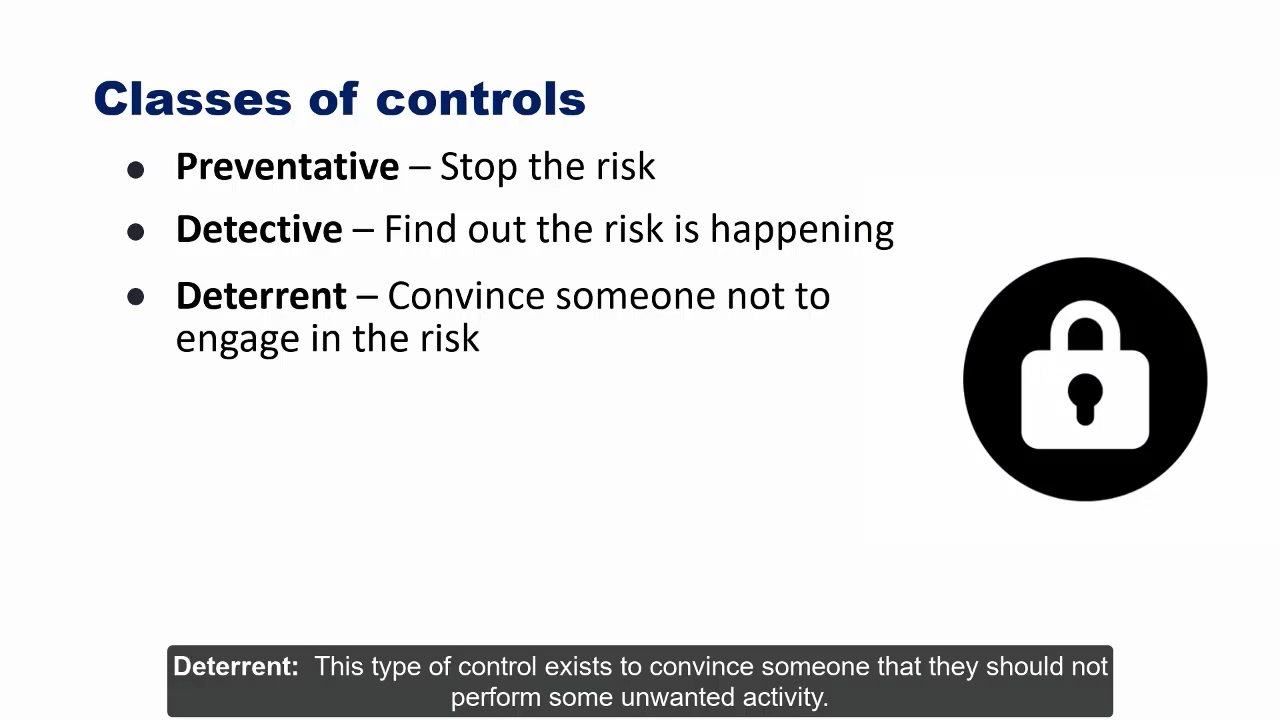 Classes of controls
● Preventative – Stop the risk
● Detective – Find out the risk is happening
● Deterrent – Convince someone not to
engage in the risk
Deterrent: This type of control exists to convince someone that they should not
perform some unwanted activity.